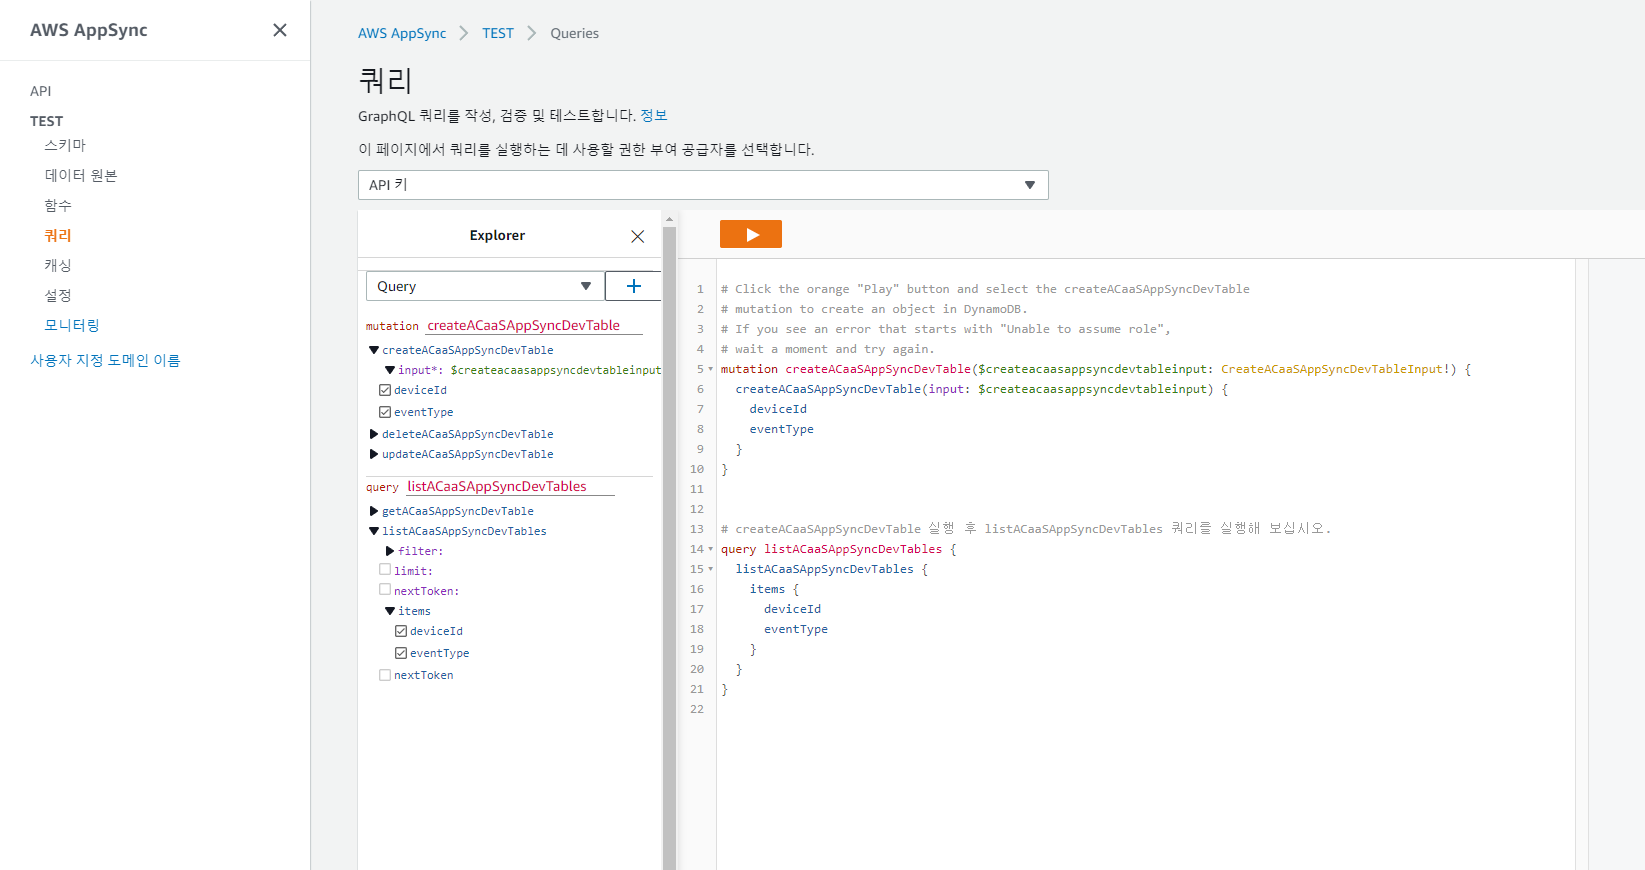 AWS AppSync
API
TEST
스키마
데이터 원본
함수
쿼리
캐싱
설정
모니터링
사용자 지정 도메인 이름
AWS AppSync > TEST > Queries
쿼리
GraphQL 쿼리를 작성, 검증 및 테스트합니다. 정보
이 페이지에서 쿼리를 실행하는 데 사용할 권한 부여 공급자를 선택합니다.
API 키
Explorer
Query
mutation createACaaSAppSyncDevTable
createACaaSAppSyncDevTable
input*: $createacaasappsyncdevtableinput
deviceId
eventType
deleteACaaSAppSyncDevTable
updateACaaSAppSyncDevTable
query listACaaSAppSyncDevTables
getACaaSAppSyncDevTable
listACaaSAppSyncDevTables
filter:
limit:
nextToken:
items
deviceId
eventType
nextToken
1 # Click the orange "Play" button and select the createACaaSAppSyncDevTable
2 # mutation to create an object in DynamoDB.
3 # If you see an error that starts with "Unable to assume role",
4 # wait a moment and try again.
5 mutation createACaaSAppSyncDevTable($createacaasappsyncdevtableinput: CreateACaaSAppSyncDevTableInput!) {
6 createACaaSAppSyncDevTable(input: $createacaasappsyncdevtableinput) {
7 deviceId
8 eventType
9 }
10 }
11
12
13 # createACaaSAppSyncDevTable 실행 후 listACaaSAppSyncDevTables 쿼리를 실행해 보십시오.
14 query listACaaSAppSyncDevTables {
15 listACaaSAppSyncDevTables {
16 items {
17 deviceId
18 eventType
19 }
20 }
21 }
22